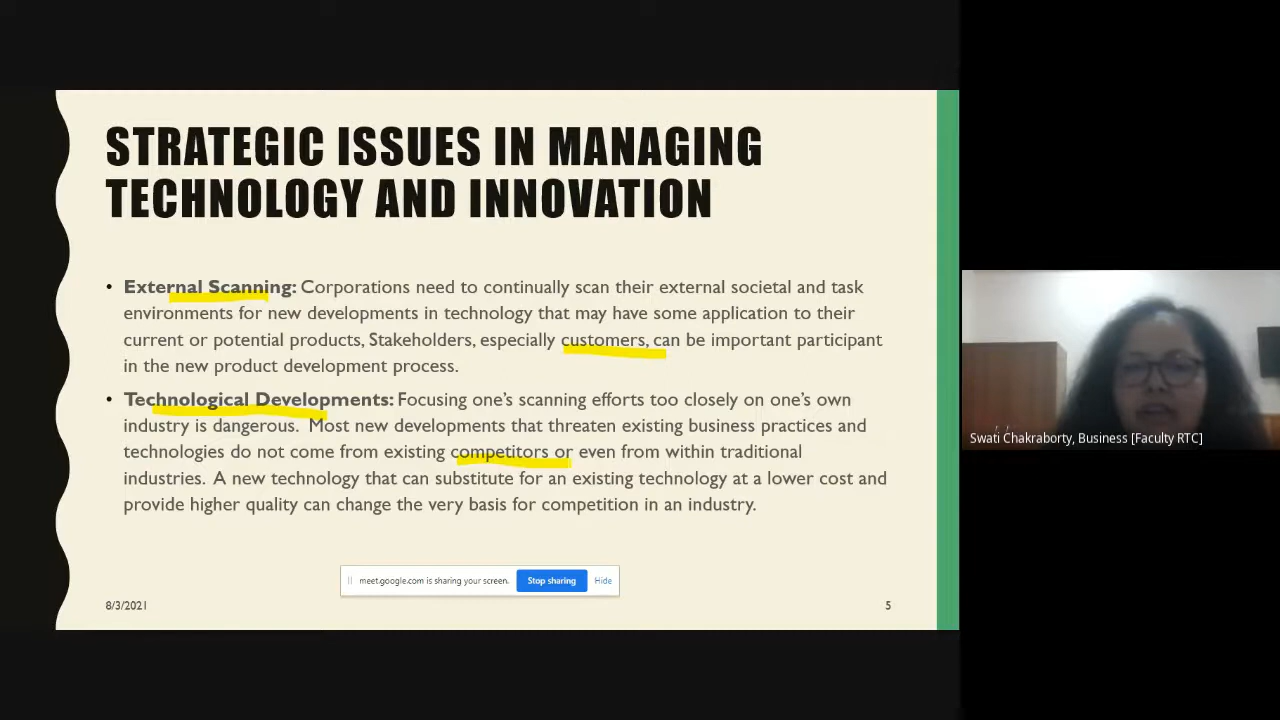 STRATEGIC ISSUES IN MANAGING
TECHNOLOGY AND INNOVATION
• External Scanning: Corporations need to continually scan their external societal and task
environments for new developments in technology that may have some application to their
current or potential products, Stakeholders, especially customers, can be important participant
in the new product development process.
• Technological Developments: Focusing one’s scanning efforts too closely on one’s own
industry is dangerous. Most new developments that threaten existing business practices and
technologies do not come from existing competitors or even from within traditional
industries. A new technology that can substitute for an existing technology at a lower cost and
provide higher quality can change the very basis for competition in an industry.
meet.google.com is sharing your screen. Stop sharing Hide
8/3/2021 5
Swati Chakraborty, Business [Faculty RTC]